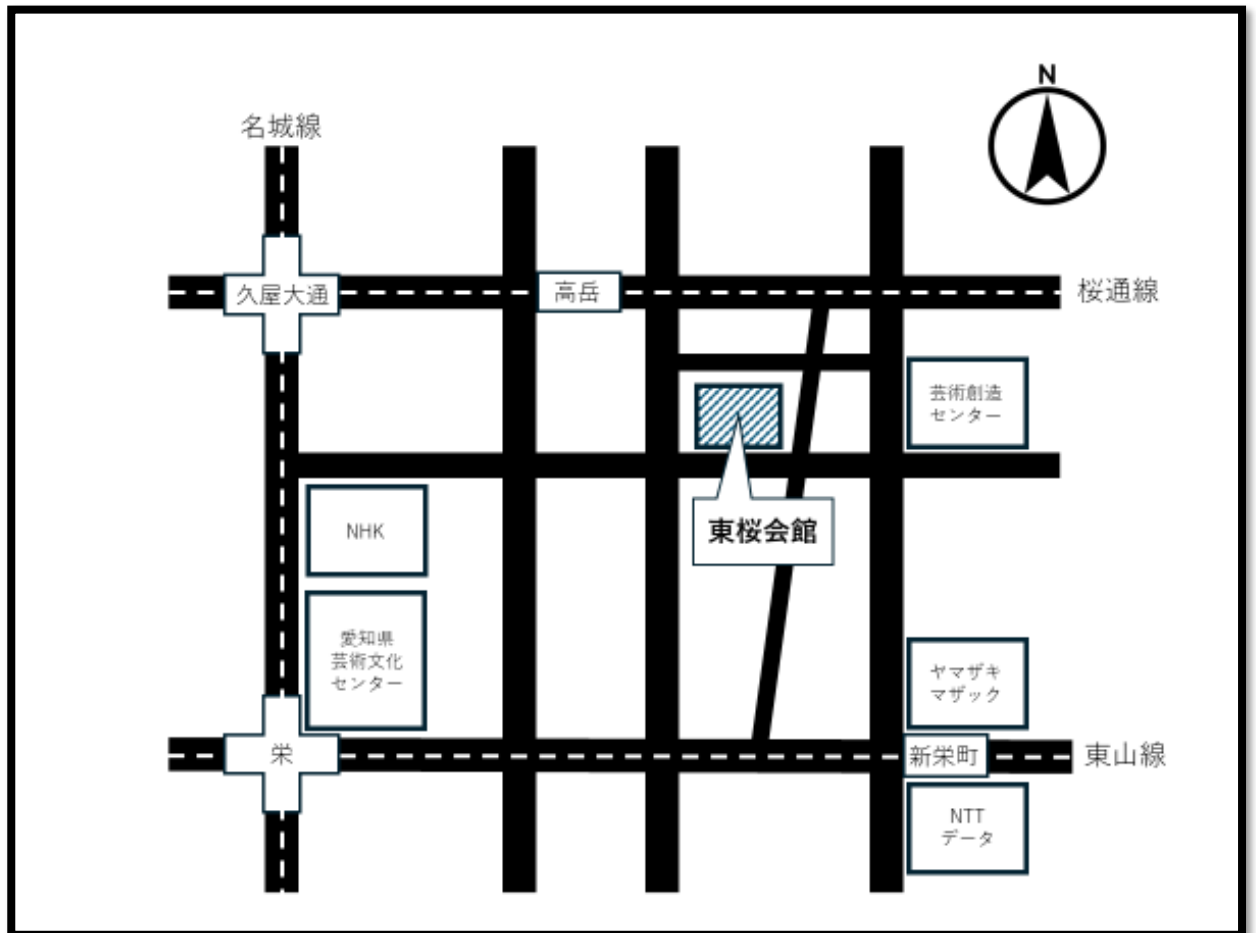 N
名城線
久屋大通
高岳
桜通線
芸術創造
センター
NHK
東桜会館
愛知県
芸術文化
センター
ヤマザキ
マザック
栄
新栄町
東山線
NTT
データ